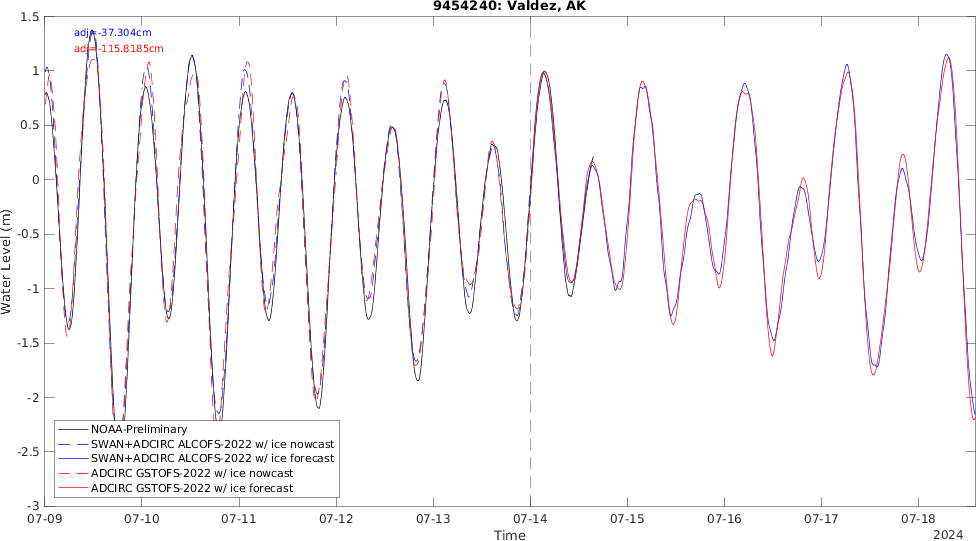 9454240: Valdez, AK
adj=-37.304cm
adj=-115.8185cm
Water Level (m)
1.5
1
0.5
0
-0.5
-1
-1.5
-2
-2.5
-3
NOAA-Preliminary
SWAN+ADCIRC ALCOFS-2022 w/ ice nowcast
SWAN+ADCIRC ALCOFS-2022 w/ ice forecast
ADCIRC GSTOFS-2022 w/ ice nowcast
ADCIRC GSTOFS-2022 w/ ice forecast
07-09 07-10 07-11 07-12 07-13 07-14 07-15 07-16 07-17 07-18
Time
2024